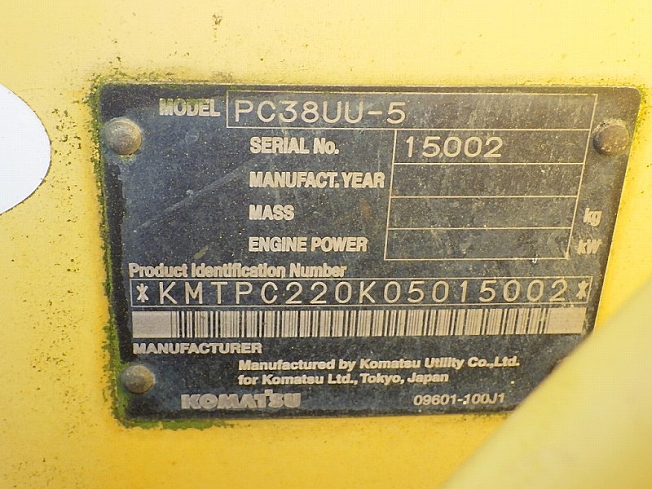 MODEL PC38UU-5
SERIAL No. 15002
MANUFACT.YEAR
MASS kg
ENGINE POWER kW
Product Identification Number
*KMTPC220K05015002*
MANUFACTURER
Manufactured by Komatsu Utility Co.,Ltd.
for Komatsu Ltd., Tokyo, Japan
KOMATSU 09601-100J1